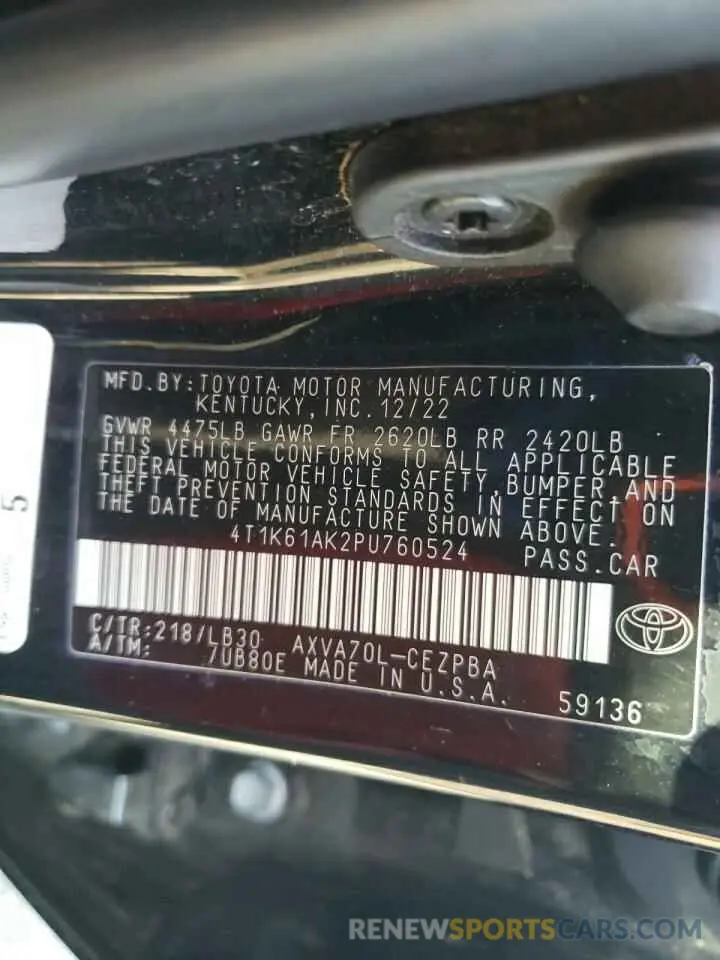 MFD.BY:TOYOTA MOTOR MANUFACTURING,
KENTUCKY,INC.12/22
GVWR 4475LB GAWR FR 2620LB RR 2420LB
THIS VEHICLE CONFORMS TO ALL APPLICABLE
FEDERAL MOTOR VEHICLE SAFETY,BUMPER,AND
THEFT PREVENTION STANDARDS IN EFFECT ON
THE DATE OF MANUFACTURE SHOWN ABOVE.
4T1K61AK2PU760524 PASS.CAR
C/TR:218/LB30 AXVA70L-CEZPBA
A/TM: 7UB80E MADE IN U.S.A.
59136
5
RENEWSPORTSCARS.COM